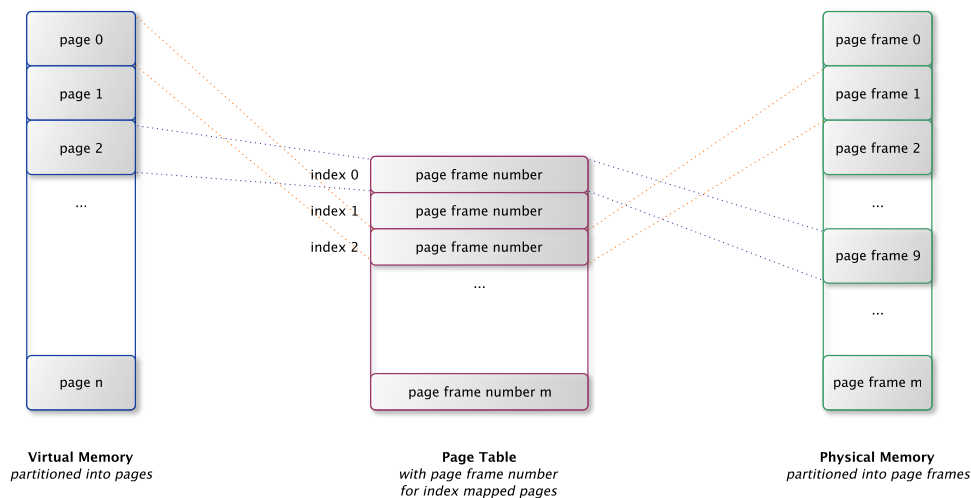 page 0
page 1
page 2
...
page n
Virtual Memory
partitioned into pages
index 0
page frame number
index 1
page frame number
index 2
page frame number
...
page frame number m
Page Table
with page frame number
for index mapped pages
page frame 0
page frame 1
page frame 2
...
page frame 9
...
page frame m
Physical Memory
partitioned into page frames